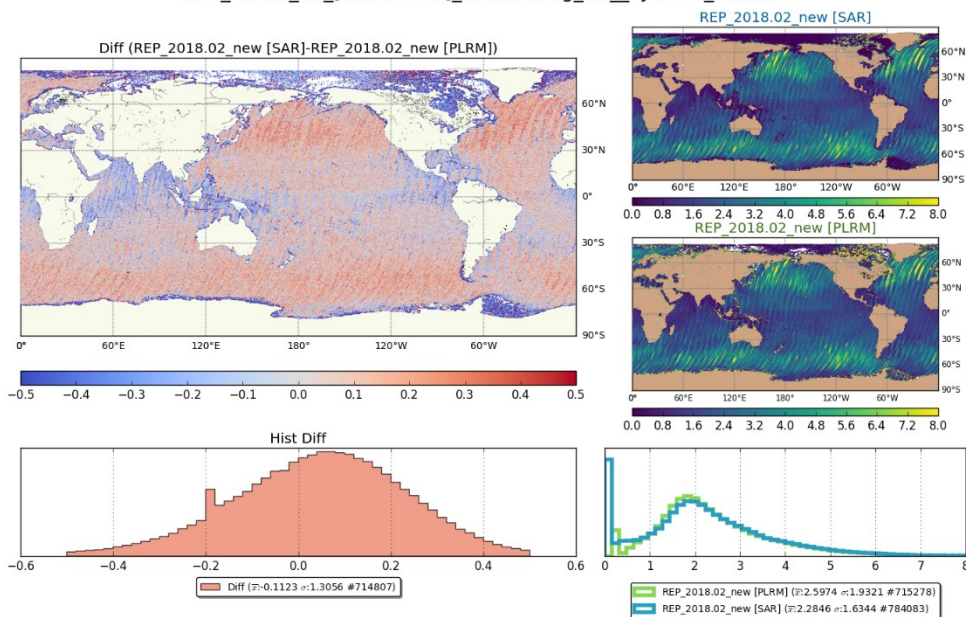 Diff (REP_2018.02_new [SAR]-REP_2018.02_new [PLRM])
60°N
30°N
0°
30°S
60°S
90°S
0° 60°E 120°E 180° 120°W 60°W
−0.5 −0.4 −0.3 −0.2 −0.1 0.0 0.1 0.2 0.3 0.4 0.5
REP_2018.02_new [SAR]
60°N
30°N
0°
30°S
60°S
90°S
0° 60°E 120°E 180° 120°W 60°W
0.0 0.8 1.6 2.4 3.2 4.0 4.8 5.6 6.4 7.2 8.0
REP_2018.02_new [PLRM]
60°N
30°N
0°
30°S
60°S
90°S
0° 60°E 120°E 180° 120°W 60°W
0.0 0.8 1.6 2.4 3.2 4.0 4.8 5.6 6.4 7.2 8.0
Hist Diff
−0.6 −0.4 −0.2 0.0 0.2 0.4 0.6
Diff (x̅:-0.1123 σ:1.3056 #714807)
0 1 2 3 4 5 6 7 8
REP_2018.02_new [PLRM] (x̅:2.5974 σ:1.9321 #715278)
REP_2018.02_new [SAR] (x̅:2.2846 σ:1.6344 #784083)